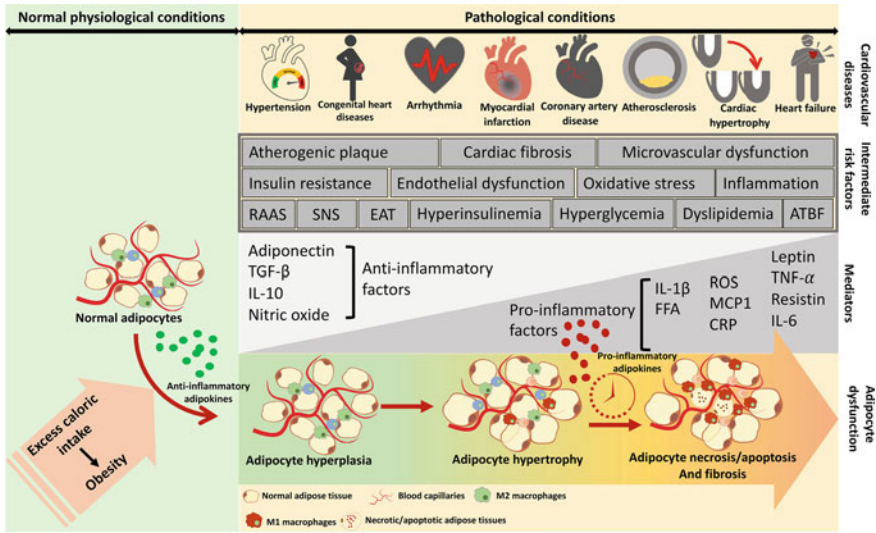 Normal physiological conditions
Pathological conditions
Hypertension
Congenital heart
diseases
Arrhythmia
Myocardial
infarction
Coronary artery
disease
Atherosclerosis
Cardiac
hypertrophy
Heart failure
Cardiovascular
diseases
Atherogenic plaque
Cardiac fibrosis
Microvascular dysfunction
Insulin resistance
Endothelial dysfunction
Oxidative stress
Inflammation
RAAS
SNS
EAT
Hyperinsulinemia
Hyperglycemia
Dyslipidemia
ATBF
Intermediate
risk factors
Adiponectin
TGF-β
IL-10
Nitric oxide
Anti-inflammatory
factors
Pro-inflammatory
factors
IL-1β
FFA
ROS
MCP1
CRP
Leptin
TNF-α
Resistin
IL-6
Mediators
Normal adipocytes
Anti-inflammatory
adipokines
Pro-inflammatory
adipokines
Excess caloric
intake
Obesity
Adipocyte hyperplasia
Adipocyte hypertrophy
Adipocyte necrosis/apoptosis
And fibrosis
Adipocyte
dysfunction
Normal adipose tissue
Blood capillaries
M2 macrophages
M1 macrophages
Necrotic/apoptotic adipose tissues